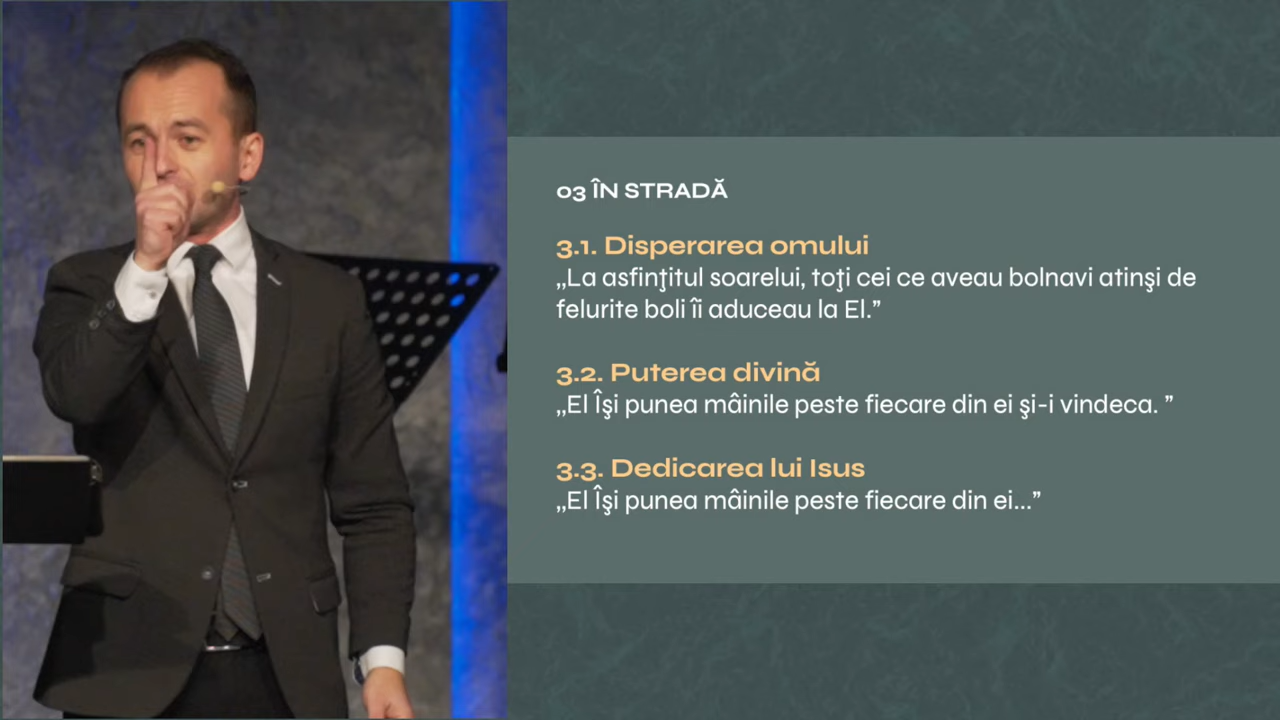 03 ÎN STRADĂ
3.1. Disperarea omului
„La asfinţitul soarelui, toţi cei ce aveau bolnavi atinşi de
felurite boli îi aduceau la El.”
3.2. Puterea divină
„El Îşi punea mâinile peste fiecare din ei şi-i vindeca. ”
3.3. Dedicarea lui Isus
„El Îşi punea mâinile peste fiecare din ei...”